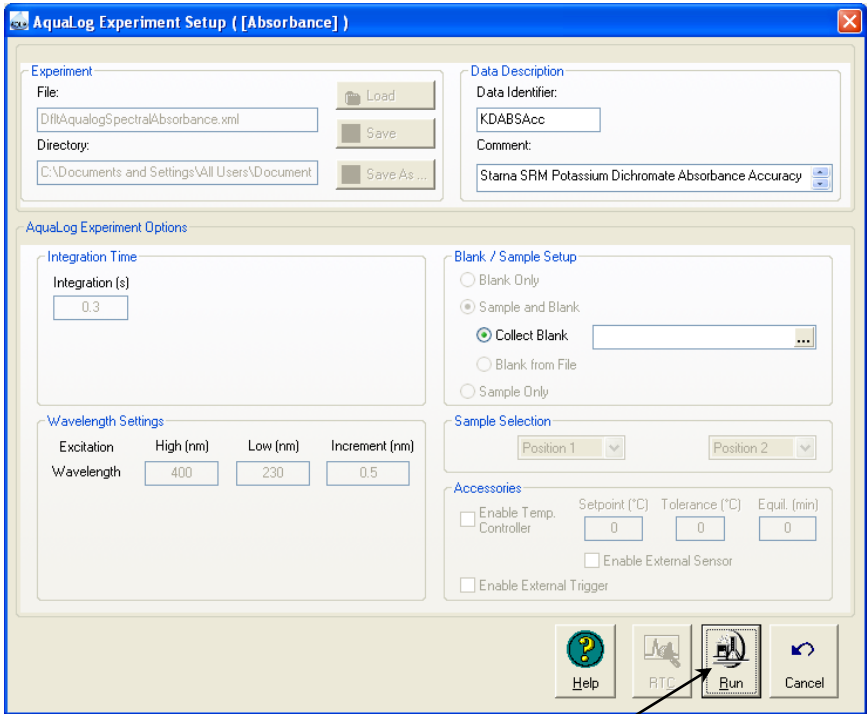 AquaLog Experiment Setup ( [Absorbance] )
Experiment
File:
DfltAqualogSpectralAbsorbance.xml
Directory:
C:\Documents and Settings\All Users\Document
Load
Save
Save As ...
Data Description
Data Identifier:
KDABSAcc
Comment:
Starna SRM Potassium Dichromate Absorbance Accuracy
AquaLog Experiment Options
Integration Time
Integration (s)
0.3
Blank / Sample Setup
Blank Only
Sample and Blank
Collect Blank ...
Blank from File
Sample Only
Wavelength Settings
Excitation High (nm) Low (nm) Increment (nm)
Wavelength 400 230 0.5
Sample Selection
Position 1 Position 2
Accessories
Enable Temp. Controller
Setpoint (°C) Tolerance (°C) Equil. (min)
0 0 0
Enable External Sensor
Enable External Trigger
Help RTC Run Cancel